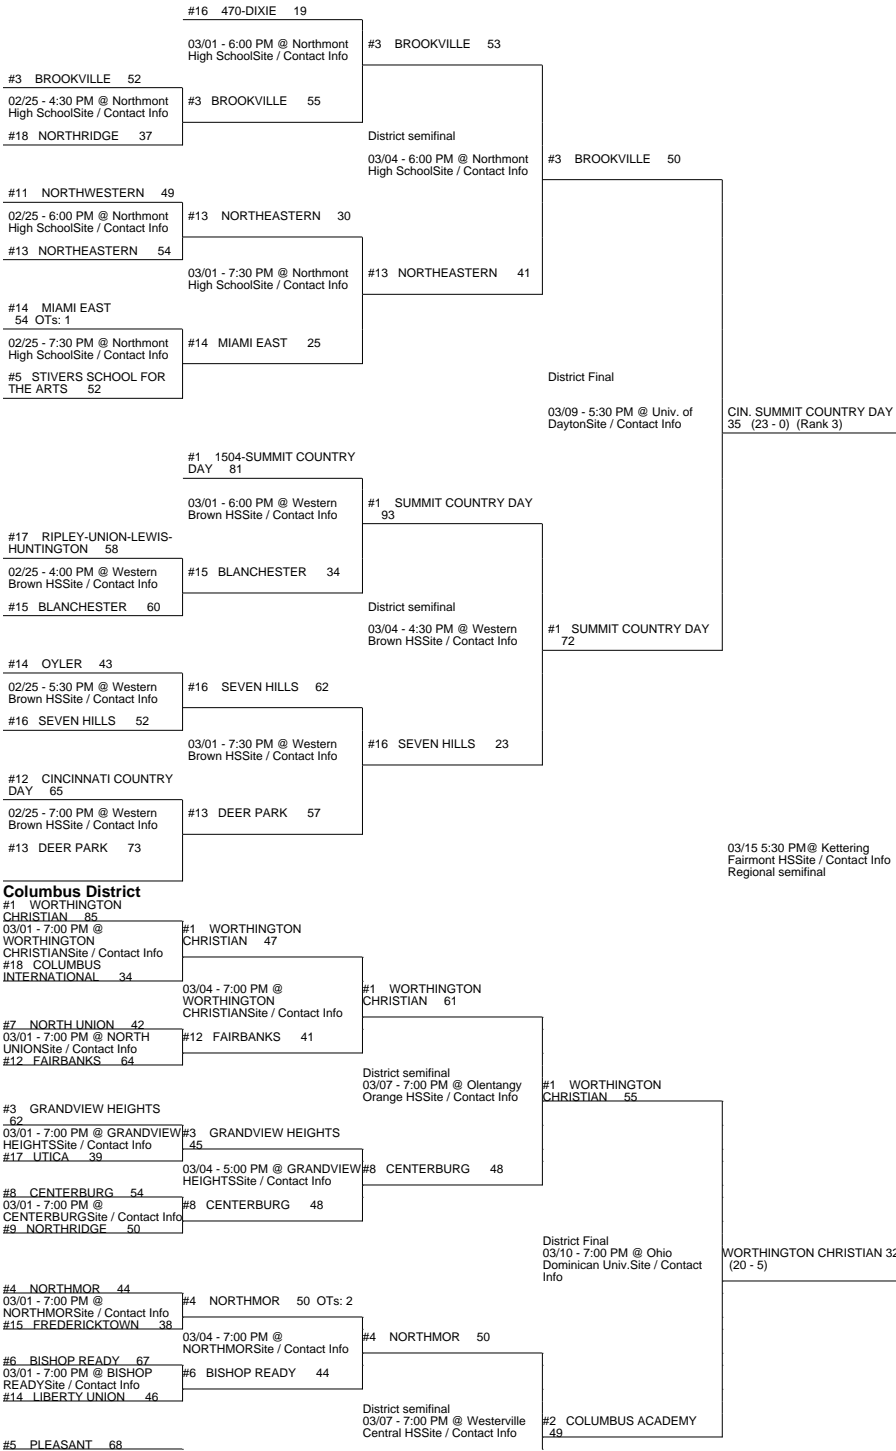 #16 470-DIXIE 19
03/01 - 6:00 PM @ Northmont
High SchoolSite / Contact Info
#3 BROOKVILLE 53
#3 BROOKVILLE 52
02/25 - 4:30 PM @ Northmont
High SchoolSite / Contact Info
#3 BROOKVILLE 55
#18 NORTHRIDGE 37
District semifinal
03/04 - 6:00 PM @ Northmont
High SchoolSite / Contact Info
#3 BROOKVILLE 50
#11 NORTHWESTERN 49
02/25 - 6:00 PM @ Northmont
High SchoolSite / Contact Info
#13 NORTHEASTERN 30
#13 NORTHEASTERN 54
03/01 - 7:30 PM @ Northmont
High SchoolSite / Contact Info
#13 NORTHEASTERN 41
#14 MIAMI EAST
54 OTs: 1
02/25 - 7:30 PM @ Northmont
High SchoolSite / Contact Info
#14 MIAMI EAST 25
#5 STIVERS SCHOOL FOR
THE ARTS 52
District Final
03/09 - 5:30 PM @ Univ. of
DaytonSite / Contact Info
CIN. SUMMIT COUNTRY DAY
35 (23 - 0) (Rank 3)
#1 1504-SUMMIT COUNTRY
DAY 81
03/01 - 6:00 PM @ Western
Brown HSSite / Contact Info
#1 SUMMIT COUNTRY DAY
93
#17 RIPLEY-UNION-LEWIS-
HUNTINGTON 58
02/25 - 4:00 PM @ Western
Brown HSSite / Contact Info
#15 BLANCHESTER 34
#15 BLANCHESTER 60
District semifinal
03/04 - 4:30 PM @ Western
Brown HSSite / Contact Info
#1 SUMMIT COUNTRY DAY
72
#14 OYLER 43
02/25 - 5:30 PM @ Western
Brown HSSite / Contact Info
#16 SEVEN HILLS 62
#16 SEVEN HILLS 52
03/01 - 7:30 PM @ Western
Brown HSSite / Contact Info
#16 SEVEN HILLS 23
#12 CINCINNATI COUNTRY
DAY 65
02/25 - 7:00 PM @ Western
Brown HSSite / Contact Info
#13 DEER PARK 57
#13 DEER PARK 73
03/15 5:30 PM@ Kettering
Fairmont HSSite / Contact Info
Regional semifinal
Columbus District
#1 WORTHINGTON
CHRISTIAN 85
03/01 - 7:00 PM @
WORTHINGTON
CHRISTIANSite / Contact Info
#1 WORTHINGTON
CHRISTIAN 47
#18 COLUMBUS
INTERNATIONAL 34
03/04 - 7:00 PM @
WORTHINGTON
CHRISTIANSite / Contact Info
#1 WORTHINGTON
CHRISTIAN 61
#7 NORTH UNION 42
03/01 - 7:00 PM @ NORTH
UNIONSite / Contact Info
#12 FAIRBANKS 41
#12 FAIRBANKS 64
District semifinal
03/07 - 7:00 PM @ Olentangy
Orange HSSite / Contact Info
#1 WORTHINGTON
CHRISTIAN 55
#3 GRANDVIEW HEIGHTS
62
03/01 - 7:00 PM @ GRANDVIEW
HEIGHTSSite / Contact Info
#3 GRANDVIEW HEIGHTS
45
#17 UTICA 39
03/04 - 5:00 PM @ GRANDVIEW
HEIGHTSSite / Contact Info
#8 CENTERBURG 48
#8 CENTERBURG 54
03/01 - 7:00 PM @
CENTERBURGSite / Contact Info
#8 CENTERBURG 48
#9 NORTHRIDGE 50
District Final
03/10 - 7:00 PM @ Ohio
Dominican Univ.Site / Contact
Info
WORTHINGTON CHRISTIAN 32
(20 - 5)
#4 NORTHMOR 44
03/01 - 7:00 PM @
NORTHMORSite / Contact Info
#4 NORTHMOR 50 OTs: 2
#15 FREDERICKTOWN 38
03/04 - 7:00 PM @
NORTHMORSite / Contact Info
#4 NORTHMOR 50
#6 BISHOP READY 67
03/01 - 7:00 PM @ BISHOP
READYSite / Contact Info
#6 BISHOP READY 44
#14 LIBERTY UNION 46
District semifinal
03/07 - 7:00 PM @ Westerville
Central HSSite / Contact Info
#2 COLUMBUS ACADEMY
49
#5 PLEASANT 68